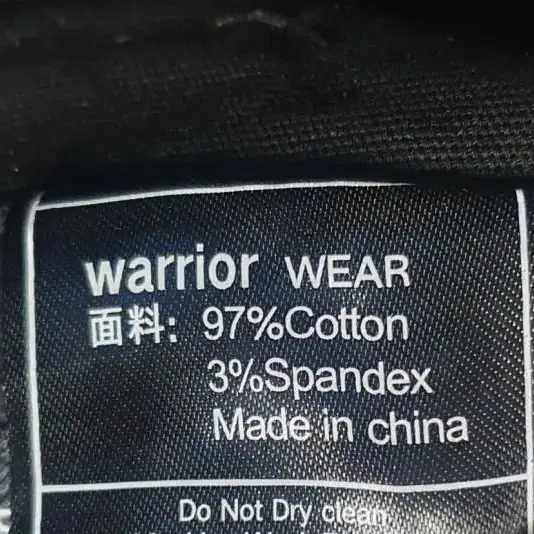 warrior WEAR
面料: 97%Cotton
3%Spandex
Made in china
Do Not Dry clean